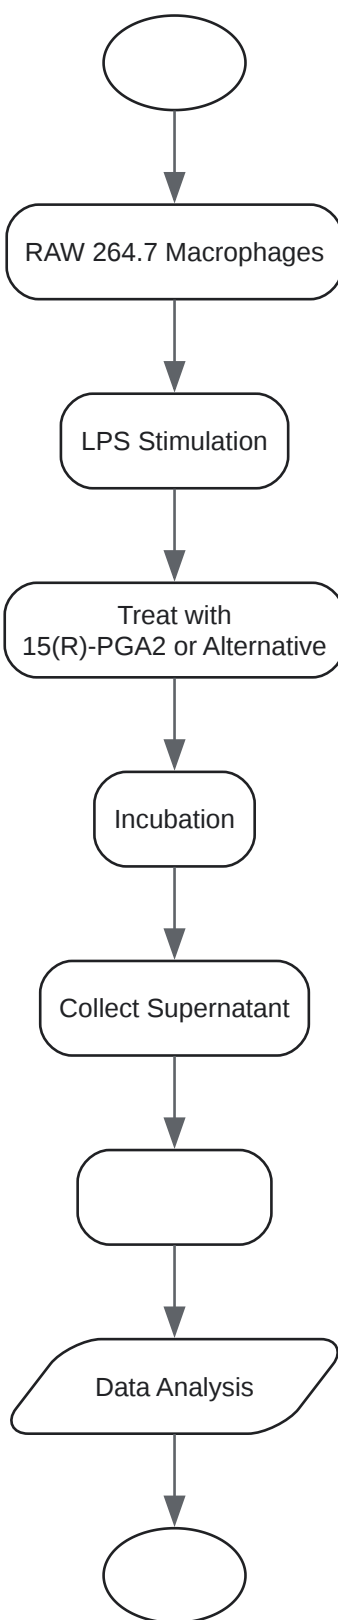 RAW 264.7 Macrophages
LPS Stimulation
Treat with
15(R)-PGA2 or Alternative
Incubation
Collect Supernatant
Data Analysis